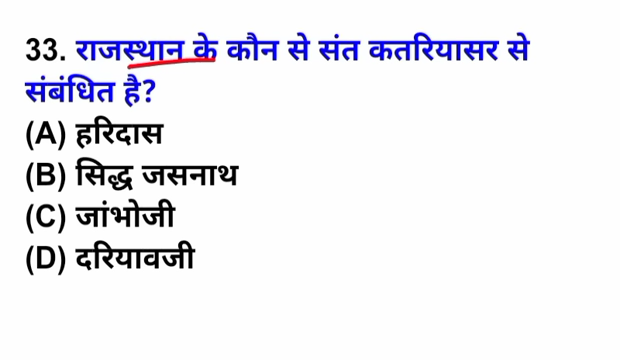 33. राजस्थान के कौन से संत कतरियासर से
संबंधित है?
(A) हरिदास
(B) सिद्ध जसनाथ
(C) जांभोजी
(D) दरियावजी